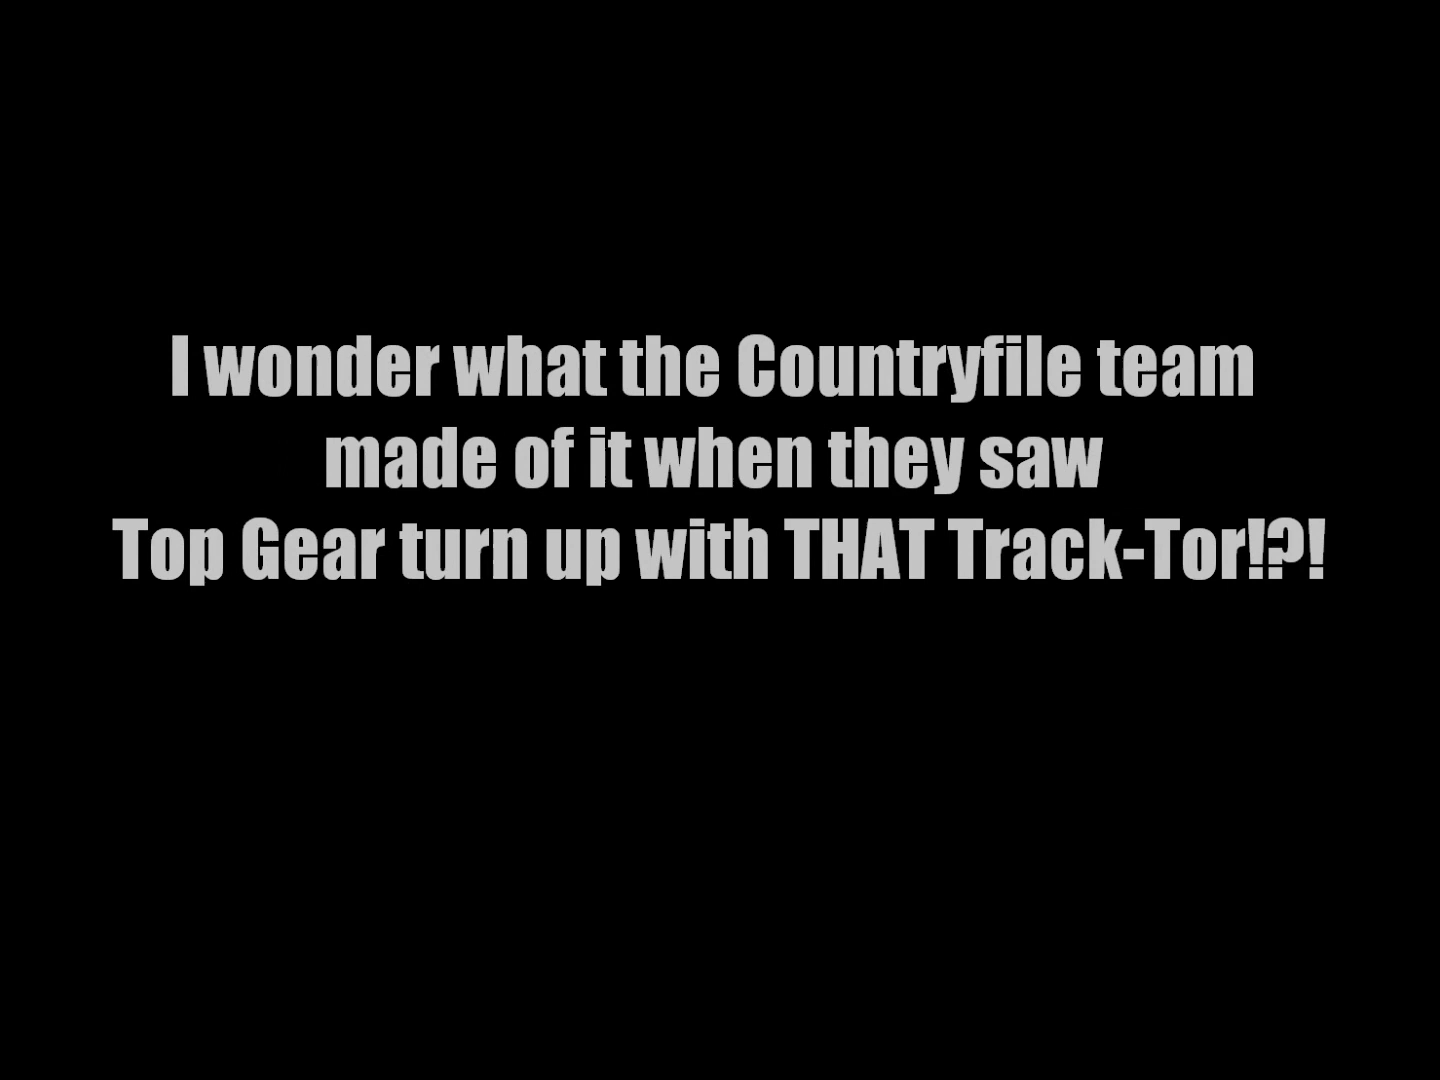 I wonder what the Countryfile team
made of it when they saw
Top Gear turn up with THAT Track-Tor!?!